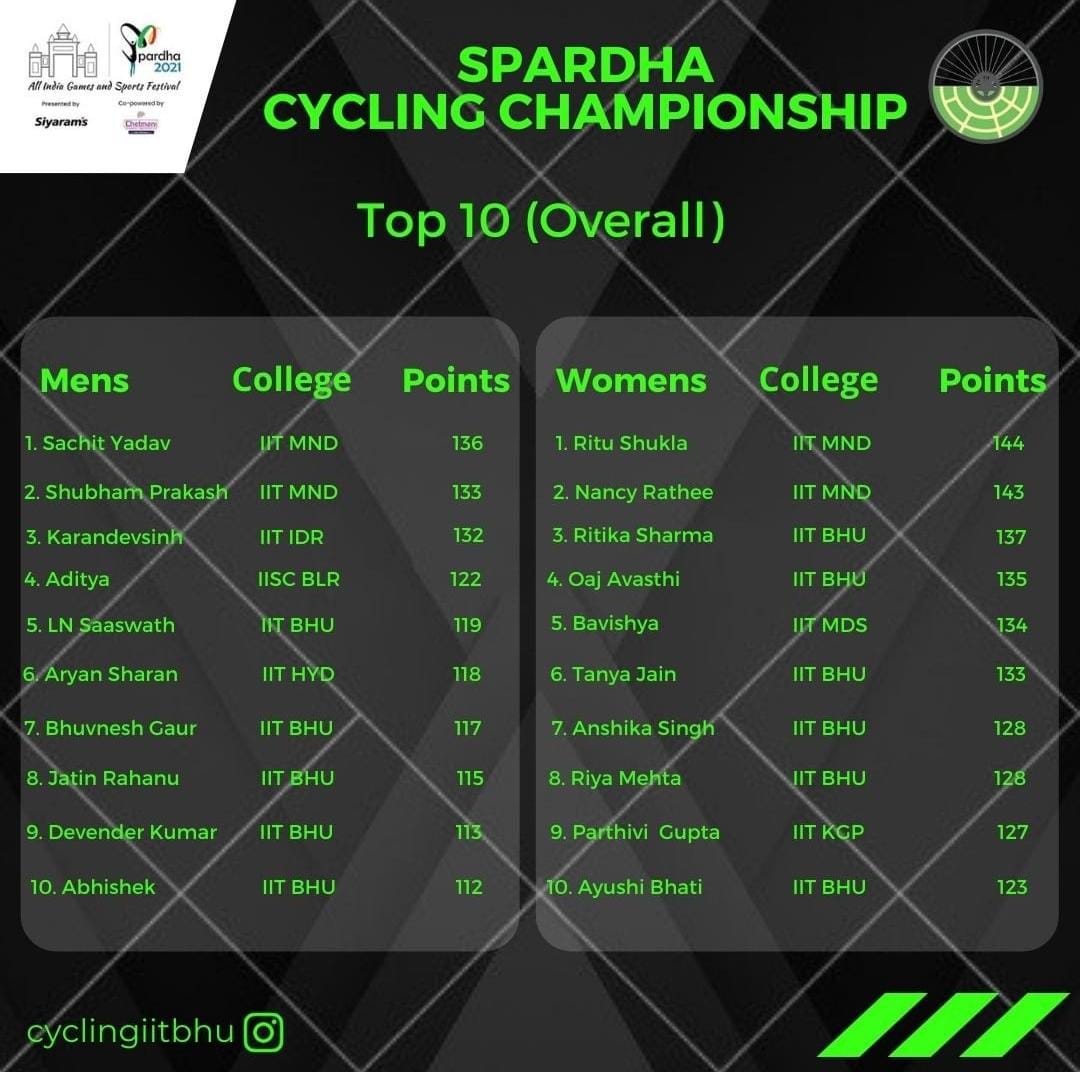 Spardha
2021
All India Games and Sports Festival
Presented by
Co-powered by
Siyaram's
Chetmani
SPARDHA
CYCLING CHAMPIONSHIP
Top 10 (Overall)
Mens College Points
1. Sachit Yadav IIT MND 136
2. Shubham Prakash IIT MND 133
3. Karandevsinh IIT IDR 132
4. Aditya IISC BLR 122
5. LN Saaswath IIT BHU 119
6. Aryan Sharan IIT HYD 118
7. Bhuvnesh Gaur IIT BHU 117
8. Jatin Rahanu IIT BHU 115
9. Devender Kumar IIT BHU 113
10. Abhishek IIT BHU 112
Womens College Points
1. Ritu Shukla IIT MND 144
2. Nancy Rathee IIT MND 143
3. Ritika Sharma IIT BHU 137
4. Oaj Avasthi IIT BHU 135
5. Bavishya IIT MDS 134
6. Tanya Jain IIT BHU 133
7. Anshika Singh IIT BHU 128
8. Riya Mehta IIT BHU 128
9. Parthivi Gupta IIT KGP 127
10. Ayushi Bhati IIT BHU 123
cyclingiitbhu